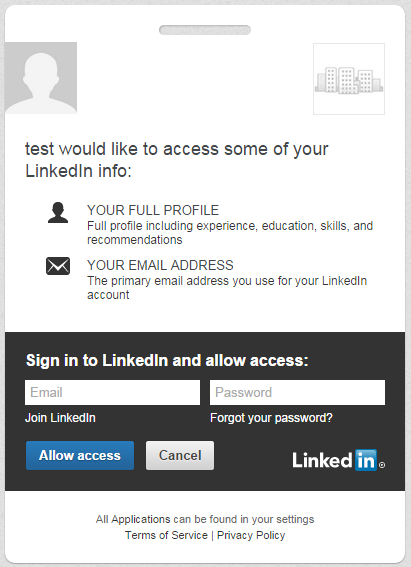 test would like to access some of your
LinkedIn info:
YOUR FULL PROFILE
Full profile including experience, education, skills, and
recommendations
YOUR EMAIL ADDRESS
The primary email address you use for your LinkedIn
account
Sign in to LinkedIn and allow access:
Email Password
Join LinkedIn Forgot your password?
Allow access Cancel Linked in ®
All Applications can be found in your settings
Terms of Service | Privacy Policy